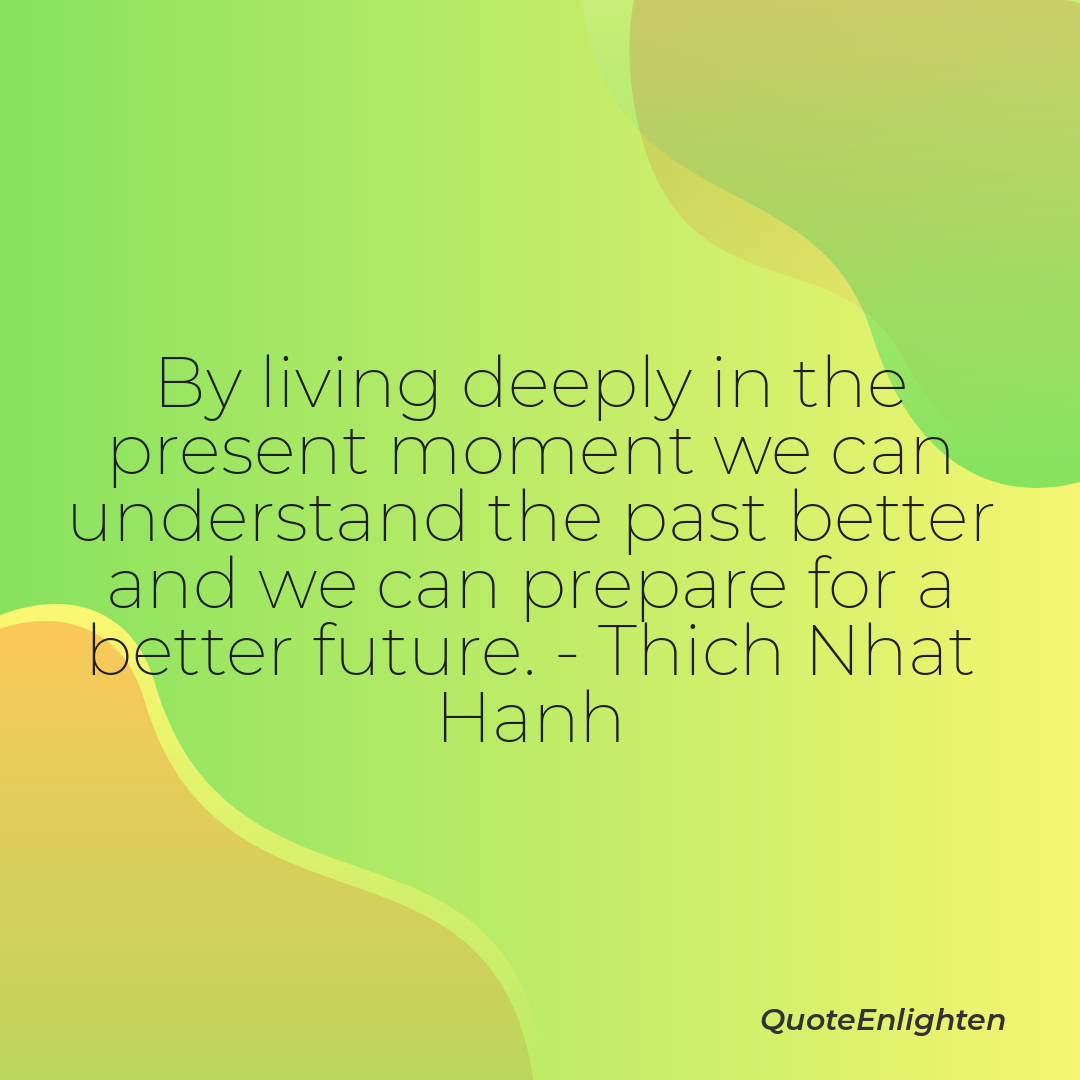 By living deeply in the
present moment we can
understand the past better
and we can prepare for a
better future. - Thich Nhat
Hanh
QuoteEnlighten